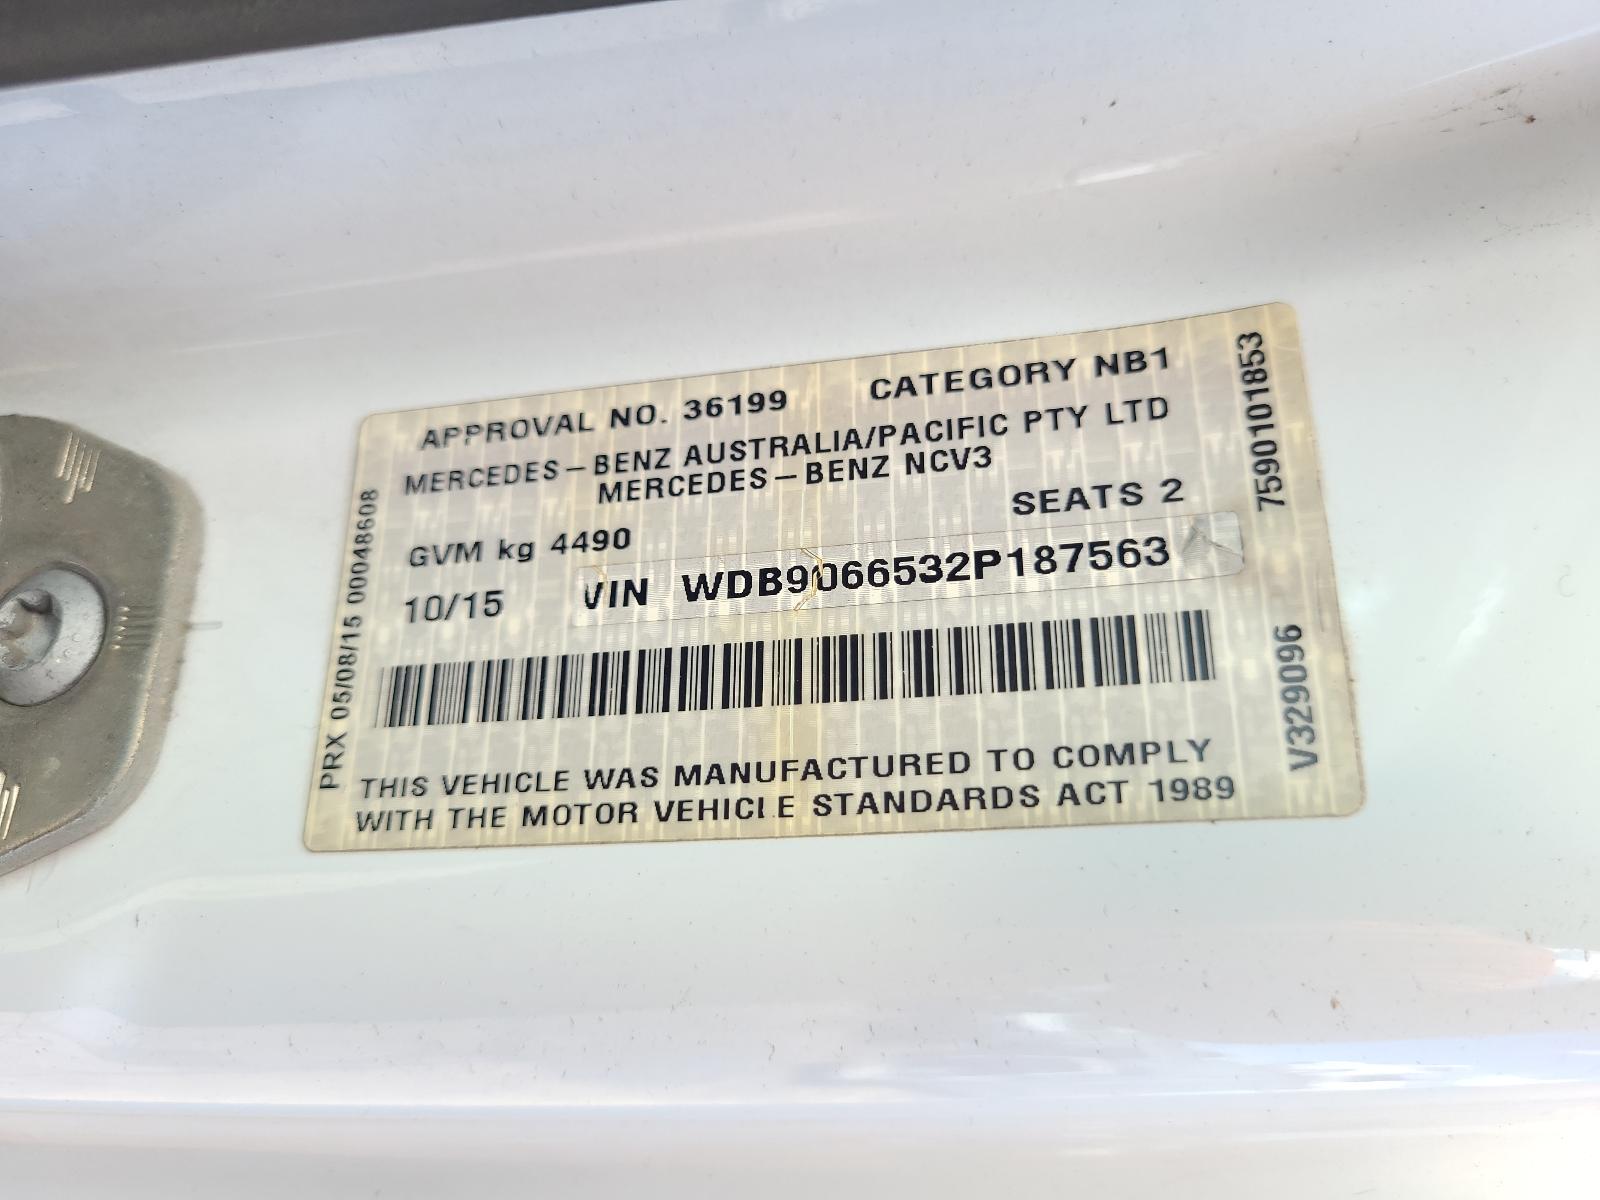 APPROVAL NO. 36199 CATEGORY NB1
MERCEDES-BENZ AUSTRALIA/PACIFIC PTY LTD
MERCEDES-BENZ NCV3
SEATS 2
GVM kg 4490
10/15 VIN WDB9066532P187563
THIS VEHICLE WAS MANUFACTURED TO COMPLY
WITH THE MOTOR VEHICLE STANDARDS ACT 1989
PRX 05/08/15 00048608
7590101853
V329096